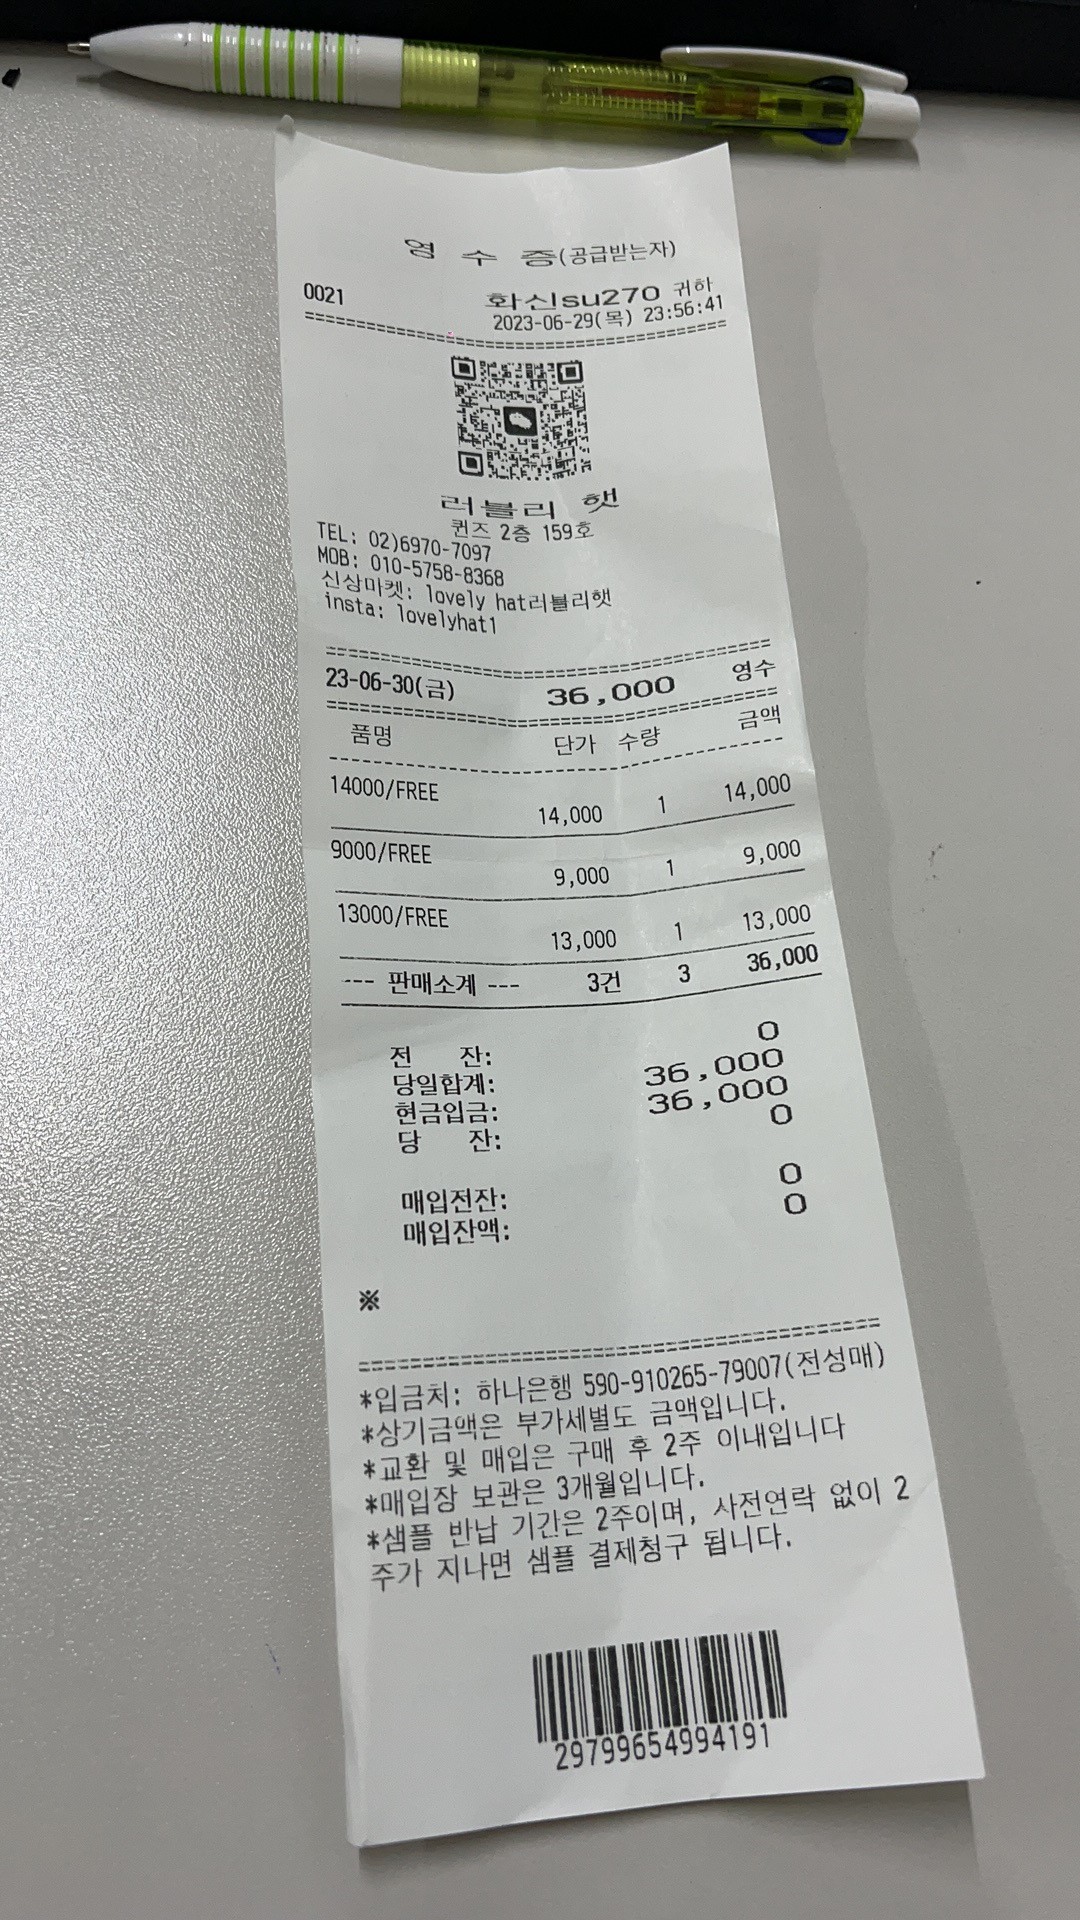 영 수 증(공급받는자)
0021 화신su270 귀하
2023-06-29(목) 23:56:41
러블리 햇
퀸즈 2층 159호
TEL: 02)6970-7097
MOB: 010-5758-8368
신상마켓: lovely hat러블리햇
insta: lovelyhat1
23-06-30(금) 36,000 영수
품명 단가 수량 금액
14000/FREE
14,000 1 14,000
9000/FREE
9,000 1 9,000
13000/FREE
13,000 1 13,000
--- 판매소계 --- 3건 3 36,000
전 잔: 0
당일합계: 36,000
현금입금: 36,000
당 잔: 0
매입전잔: 0
매입잔액: 0
※
*입금처: 하나은행 590-910265-79007(전성매)
*상기금액은 부가세별도 금액입니다.
*교환 및 매입은 구매 후 2주 이내입니다
*매입장 보관은 3개월입니다.
*샘플 반납 기간은 2주이며, 사전연락 없이 2
주가 지나면 샘플 결제청구 됩니다.
29799654994191